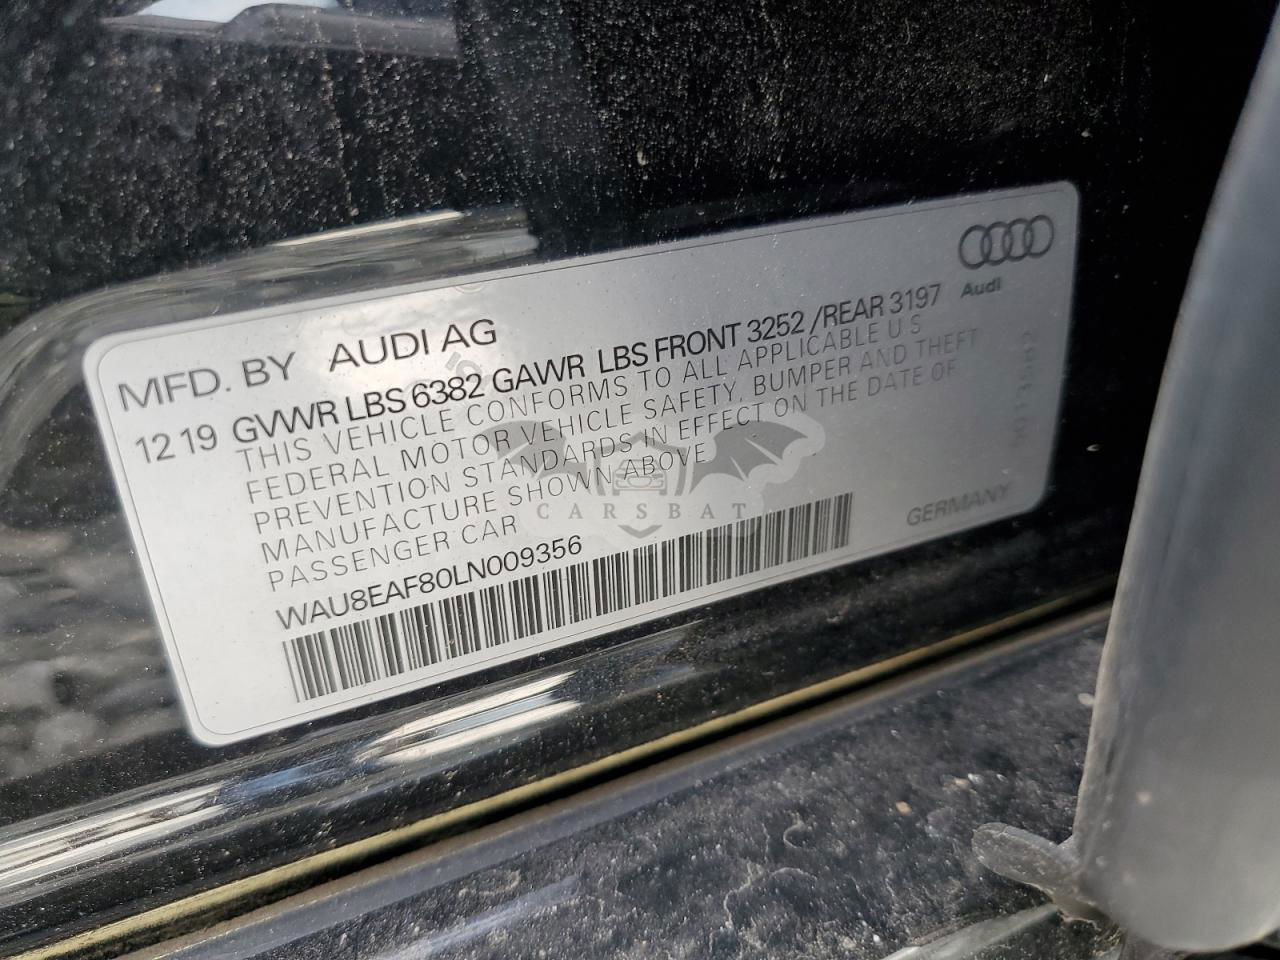 MFD. BY AUDI AG
12 19 GVWR LBS 6382 GAWR LBS FRONT 3252 /REAR 3197
THIS VEHICLE CONFORMS TO ALL APPLICABLE U S
FEDERAL MOTOR VEHICLE SAFETY, BUMPER AND THEFT
PREVENTION STANDARDS IN EFFECT ON THE DATE OF
MANUFACTURE SHOWN ABOVE
PASSENGER CAR
WAU8EAF80LN009356
Audi
GERMANY
CARSBAT